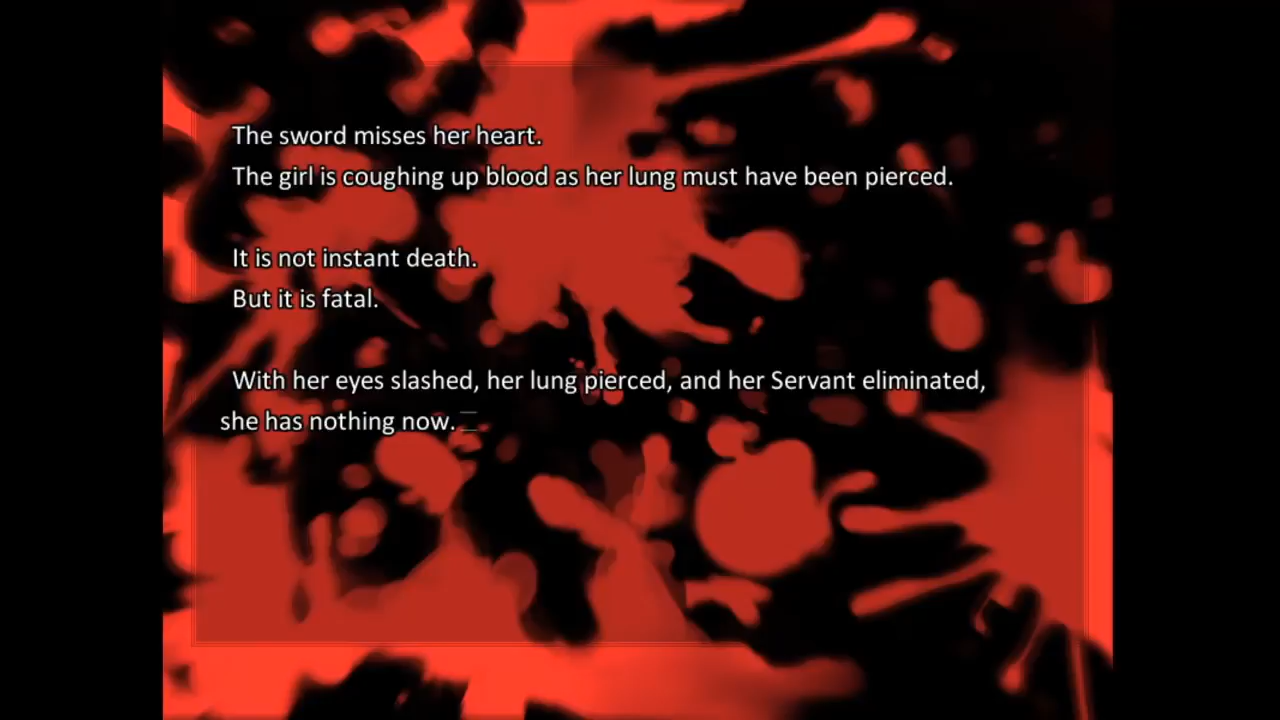 The sword misses her heart.
The girl is coughing up blood as her lung must have been pierced.
It is not instant death.
But it is fatal.
With her eyes slashed, her lung pierced, and her Servant eliminated,
she has nothing now.